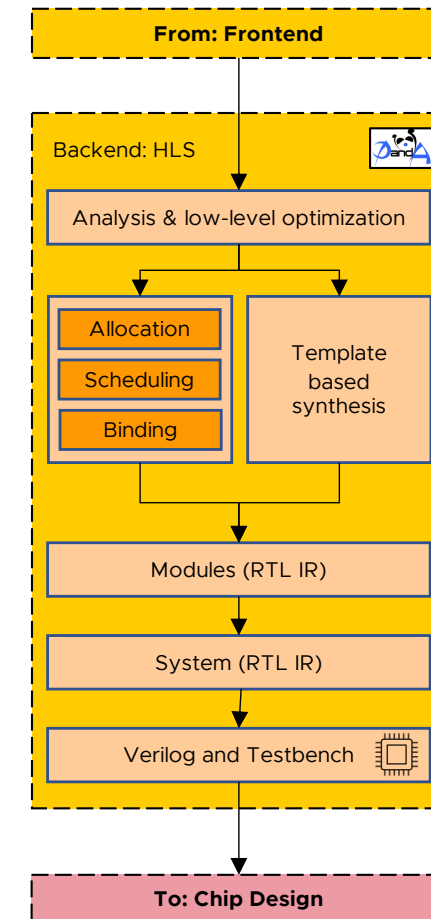 From: Frontend
Backend: HLS
PandA
Analysis & low-level optimization
Allocation
Scheduling
Binding
Template
based
synthesis
Modules (RTL IR)
System (RTL IR)
Verilog and Testbench
To: Chip Design